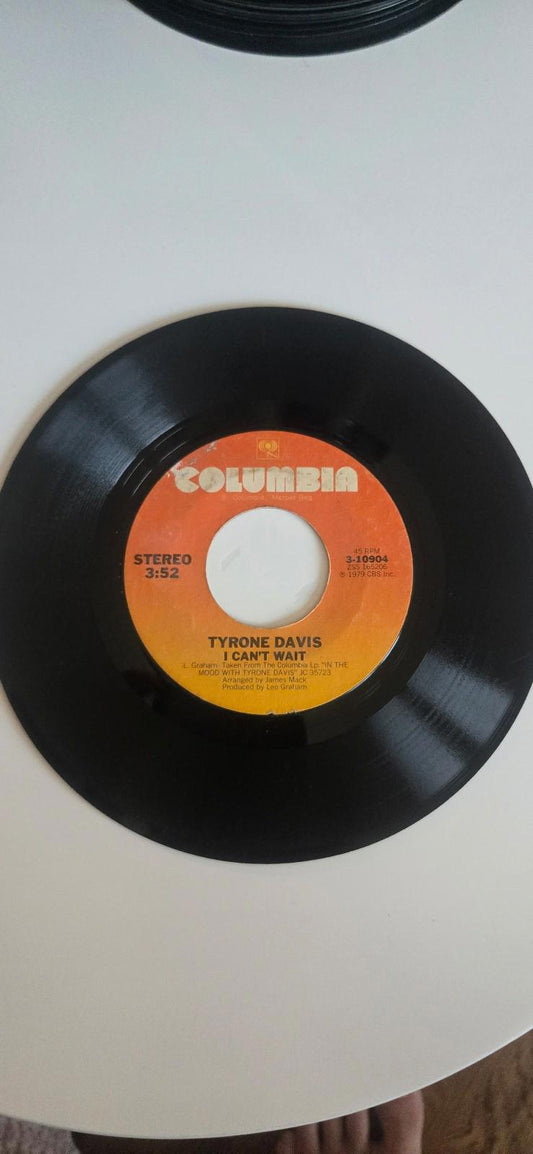 COLUMBIA
STEREO
3:52
45 RPM
3-10904
ZSS 165206
℗ 1979 CBS Inc.
TYRONE DAVIS
I CAN'T WAIT
L. Graham- Taken From The Columbia Lp. "IN THE
MOOD WITH TYRONE DAVIS" JC 35723
Arranged by James Mack
Produced by Leo Graham